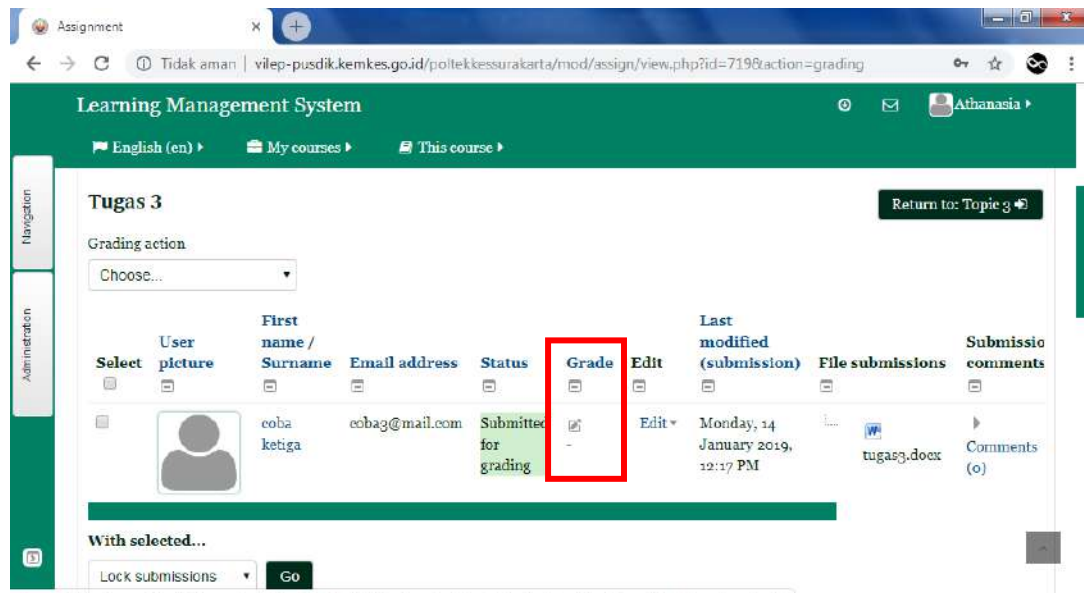 Assignment
Tidak aman | vilep-pusdik.kemkes.go.id/poltekkessurakarta/mod/assign/view.php?id=719&action=grading
Learning Management System
Athanasia
English (en) My courses This course
Navigation
Administration
Tugas 3
Return to: Topic 3
Grading action
Choose...
Select
User picture
First name / Surname
Email address
Status
Grade
Edit
Last modified (submission)
File submissions
Submissio comments
coba ketiga
coba3@mail.com
Submitted for grading
-
Edit
Monday, 14 January 2019, 12:17 PM
tugas3.docx
Comments (0)
With selected...
Lock submissions
Go